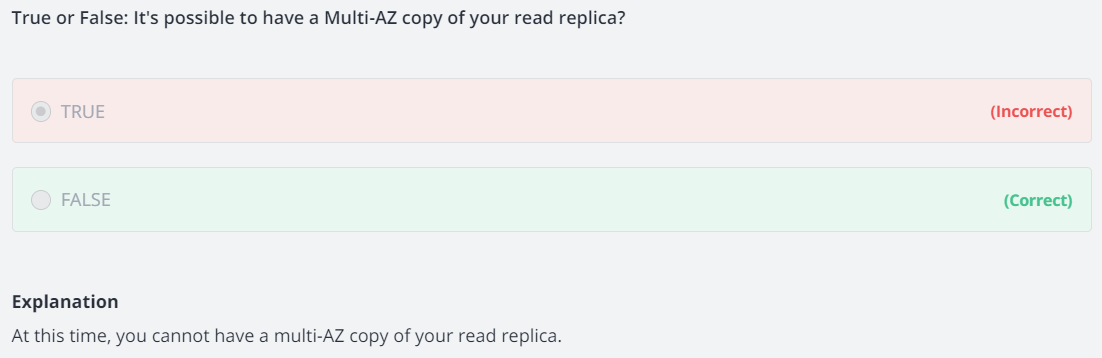 True or False: It's possible to have a Multi-AZ copy of your read replica?
TRUE (Incorrect)
FALSE (Correct)
Explanation
At this time, you cannot have a multi-AZ copy of your read replica.